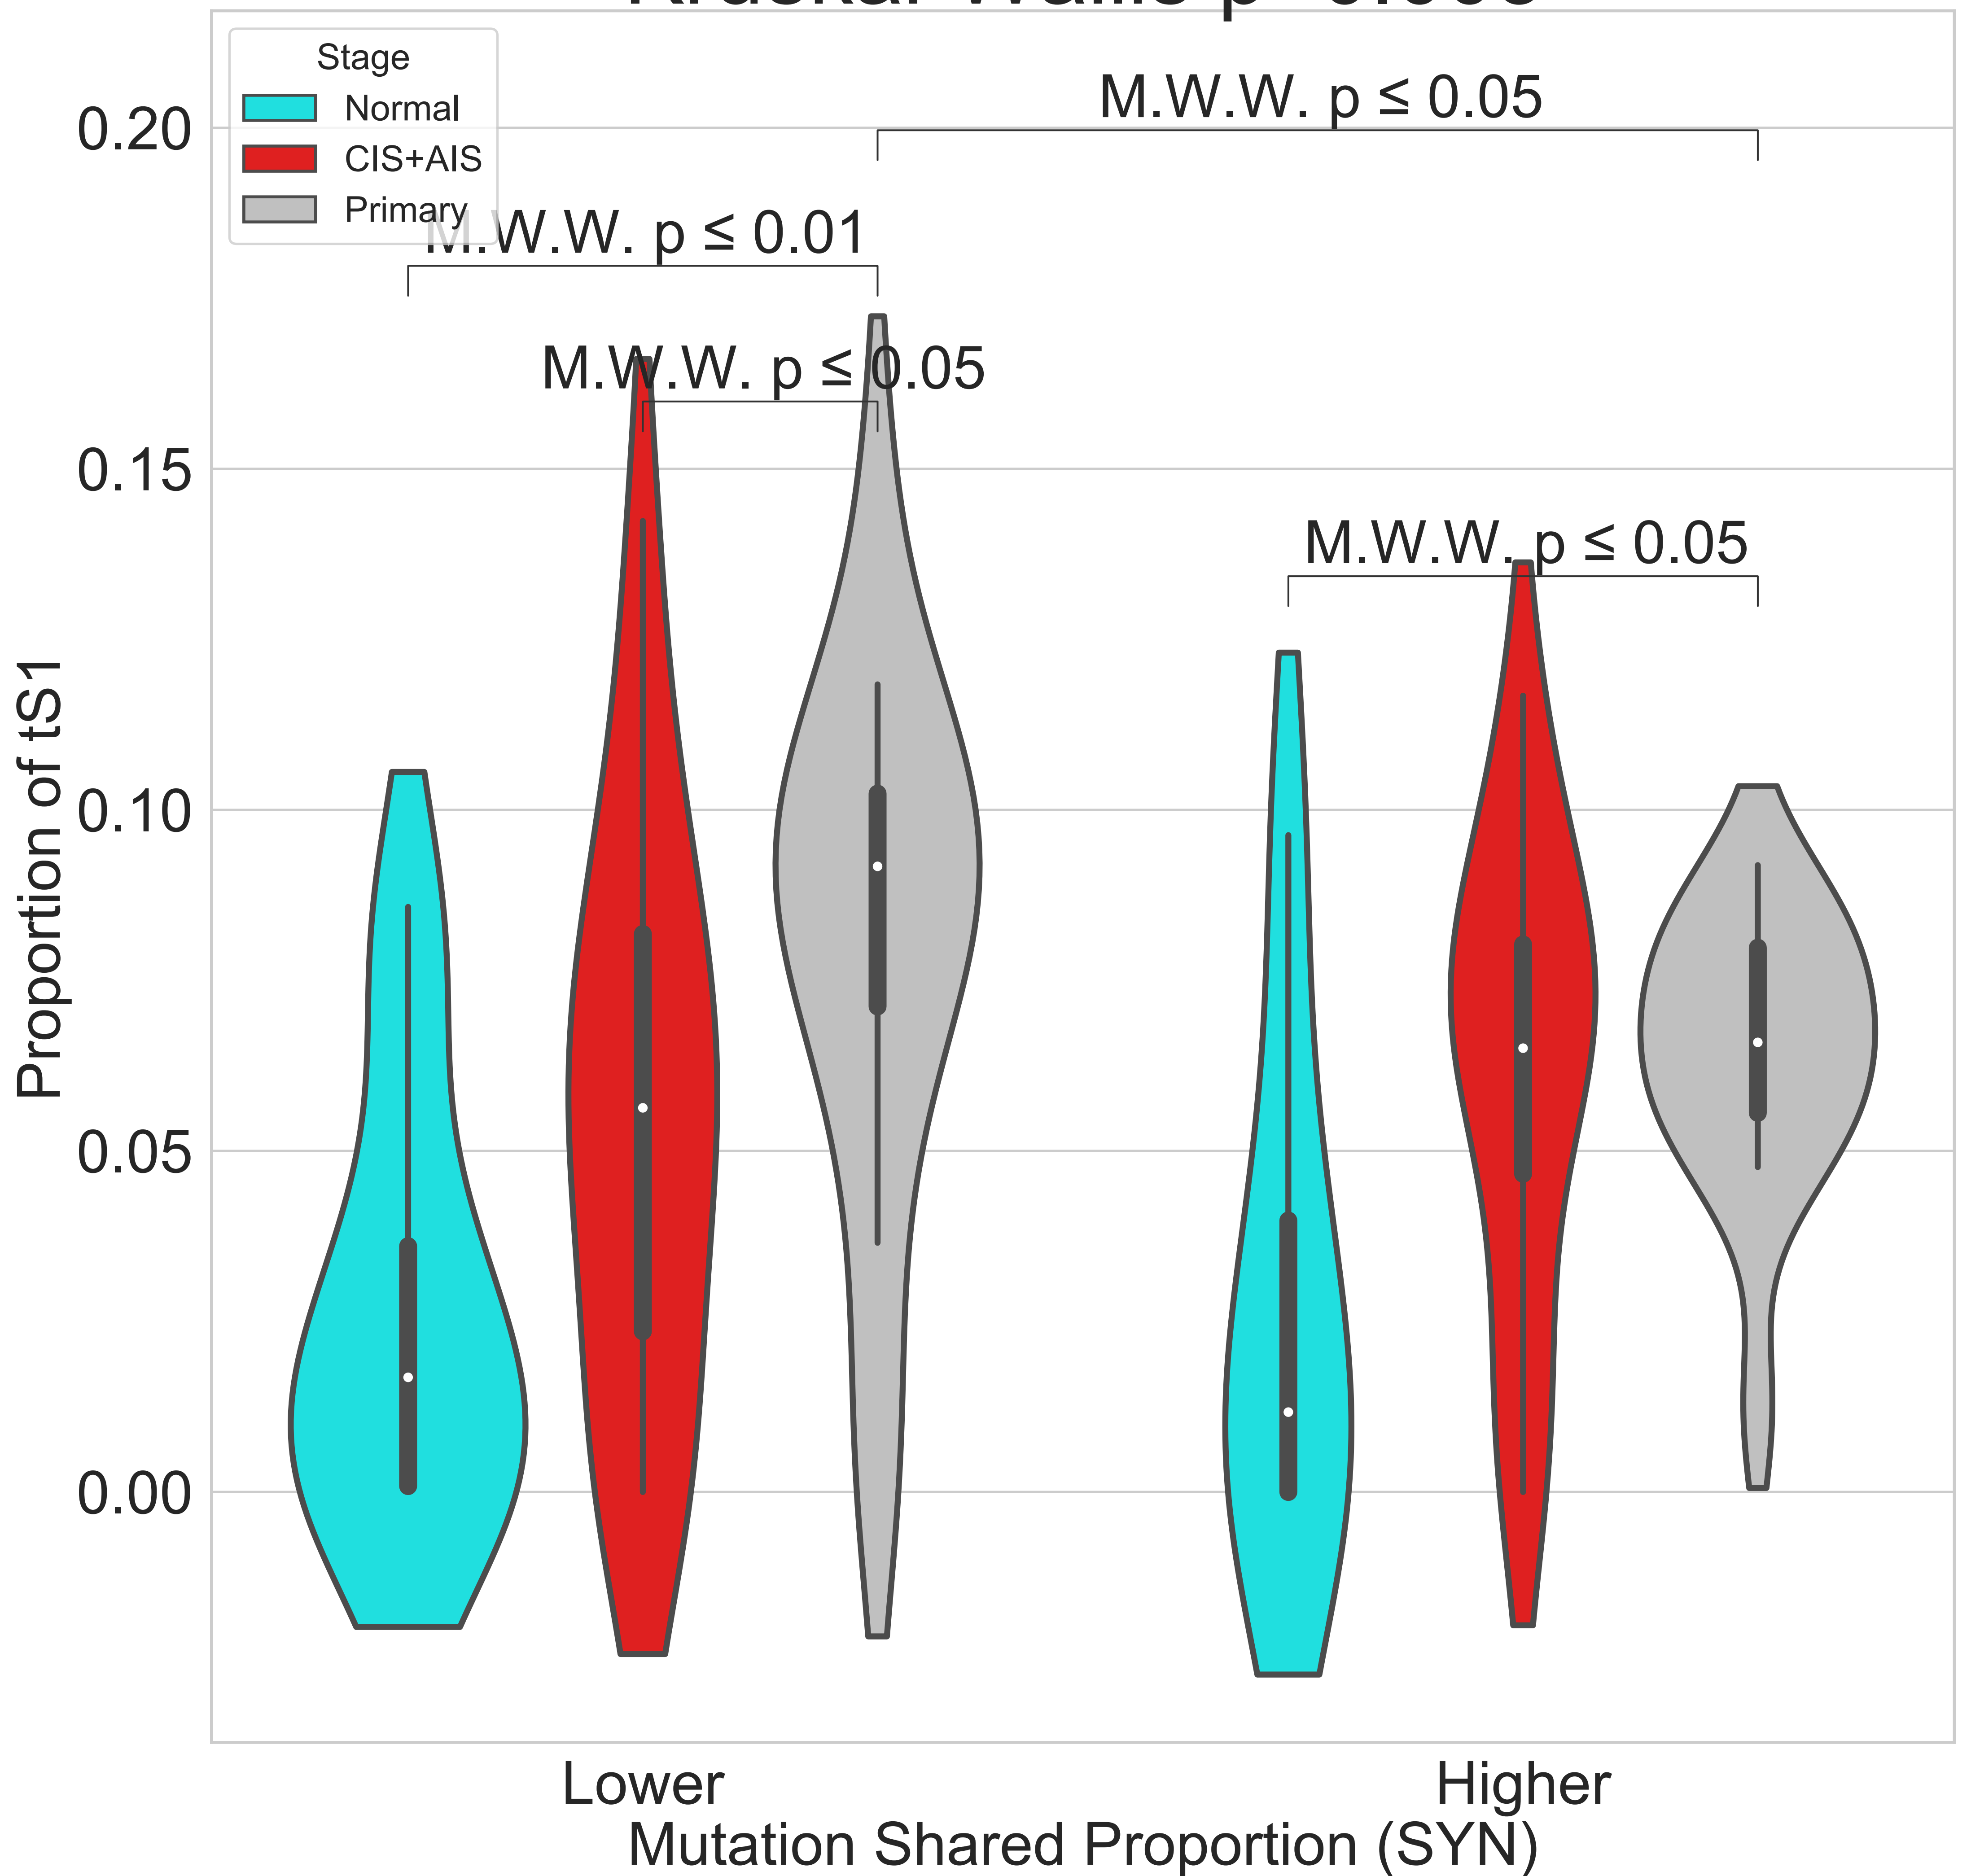 Stage
Normal
CIS+AIS
Primary
M.W.W. p ≤ 0.05
M.W.W. p ≤ 0.01
M.W.W. p ≤ 0.05
M.W.W. p ≤ 0.05
0.20
0.15
0.10
0.05
0.00
Proportion of tS1
Lower
Higher
Mutation Shared Proportion (SYN)